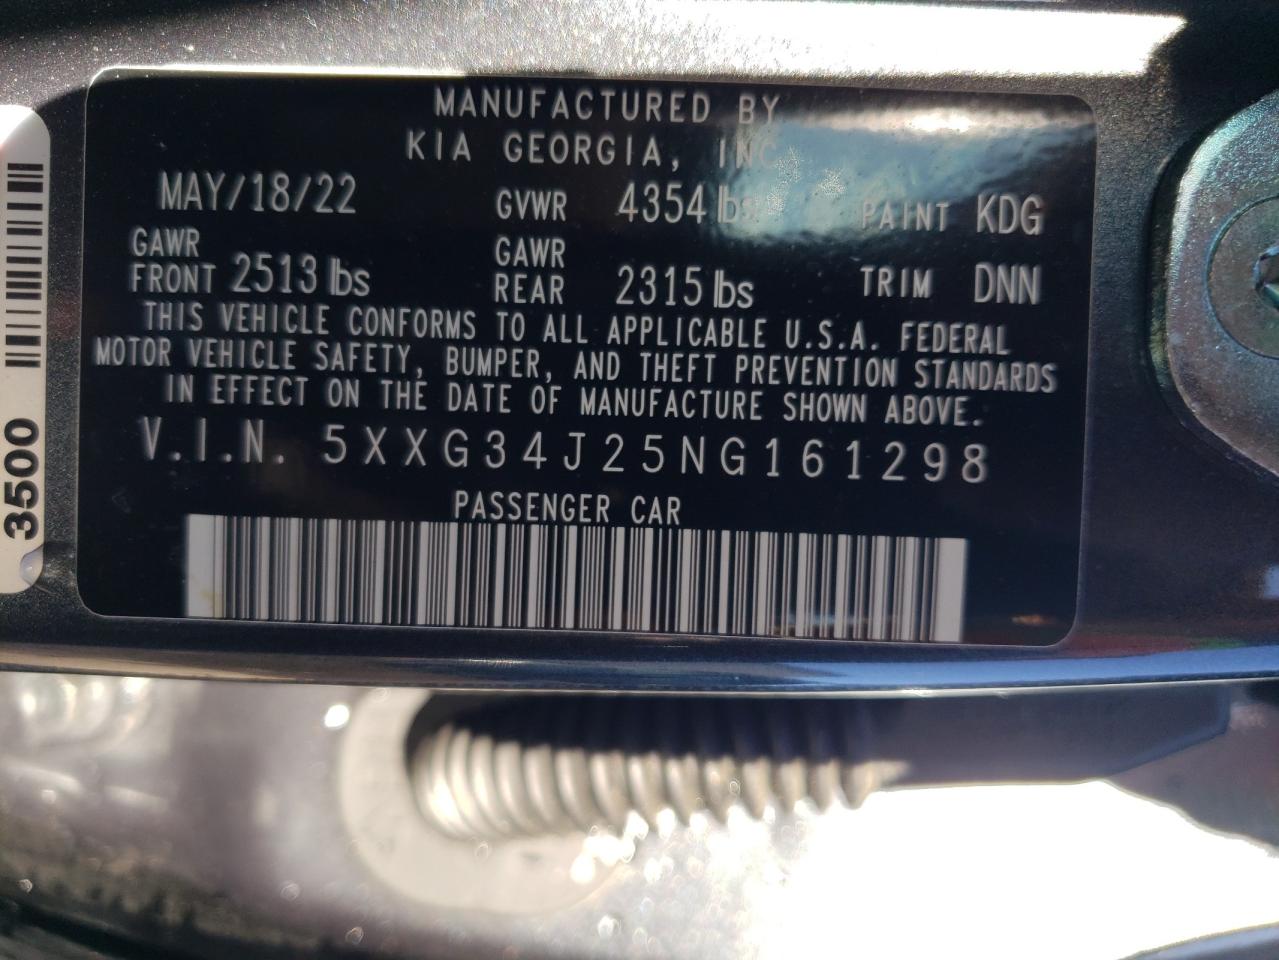 MANUFACTURED BY
KIA GEORGIA, INC.
MAY/18/22 GVWR 4354 lbs PAINT KDG
GAWR FRONT 2513 lbs GAWR REAR 2315 lbs TRIM DNN
THIS VEHICLE CONFORMS TO ALL APPLICABLE U.S.A. FEDERAL
MOTOR VEHICLE SAFETY, BUMPER, AND THEFT PREVENTION STANDARDS
IN EFFECT ON THE DATE OF MANUFACTURE SHOWN ABOVE.
V.I.N. 5XXG34J25NG161298
PASSENGER CAR
3500